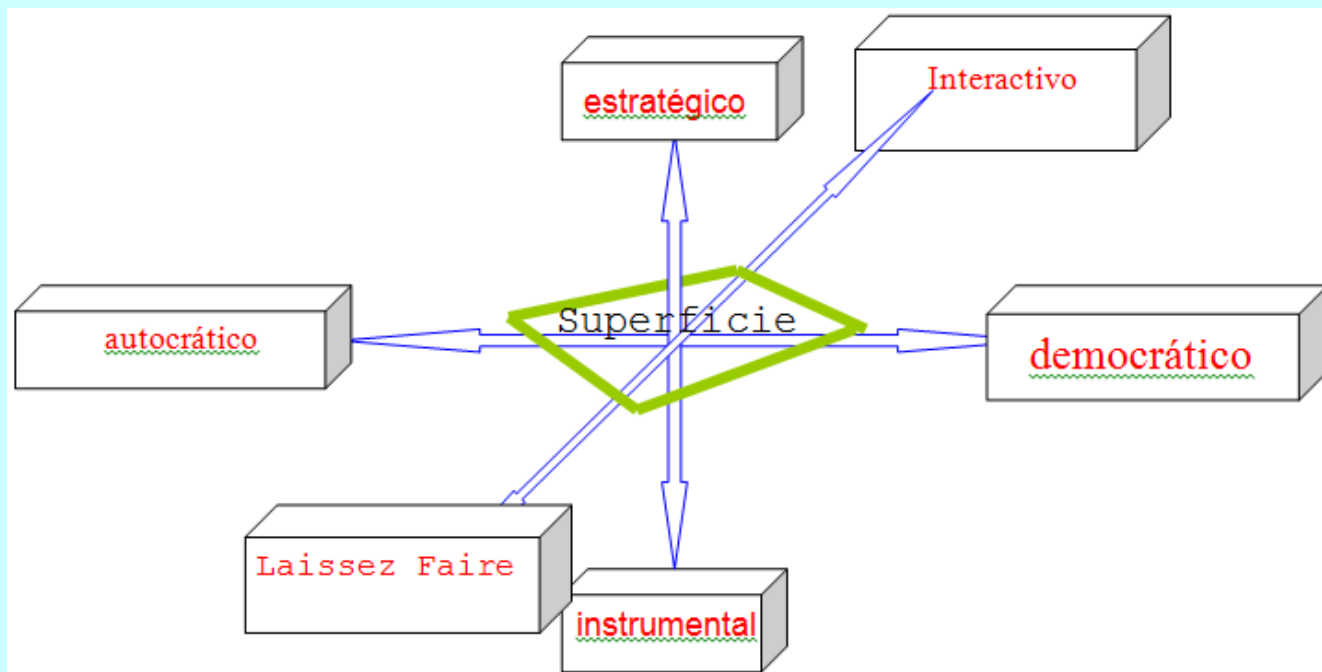 Interactivo
estratégico
Superficie
autocrático
democrático
Laissez Faire
instrumental